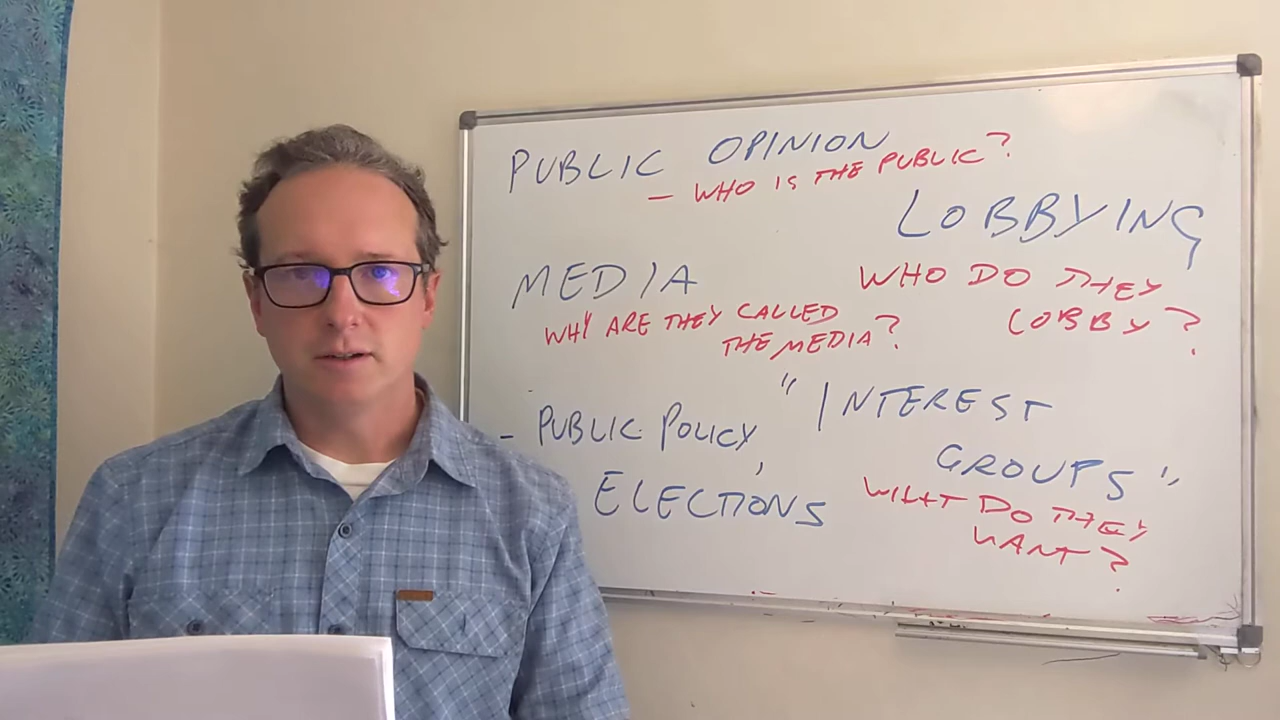 PUBLIC OPINION
- WHO IS THE PUBLIC?
LOBBYING
WHO DO THEY
LOBBY?
MEDIA
WHY ARE THEY CALLED
THE MEDIA?
"INTEREST
GROUPS"
WHAT DO THEY
WANT?
- PUBLIC POLICY,
ELECTIONS